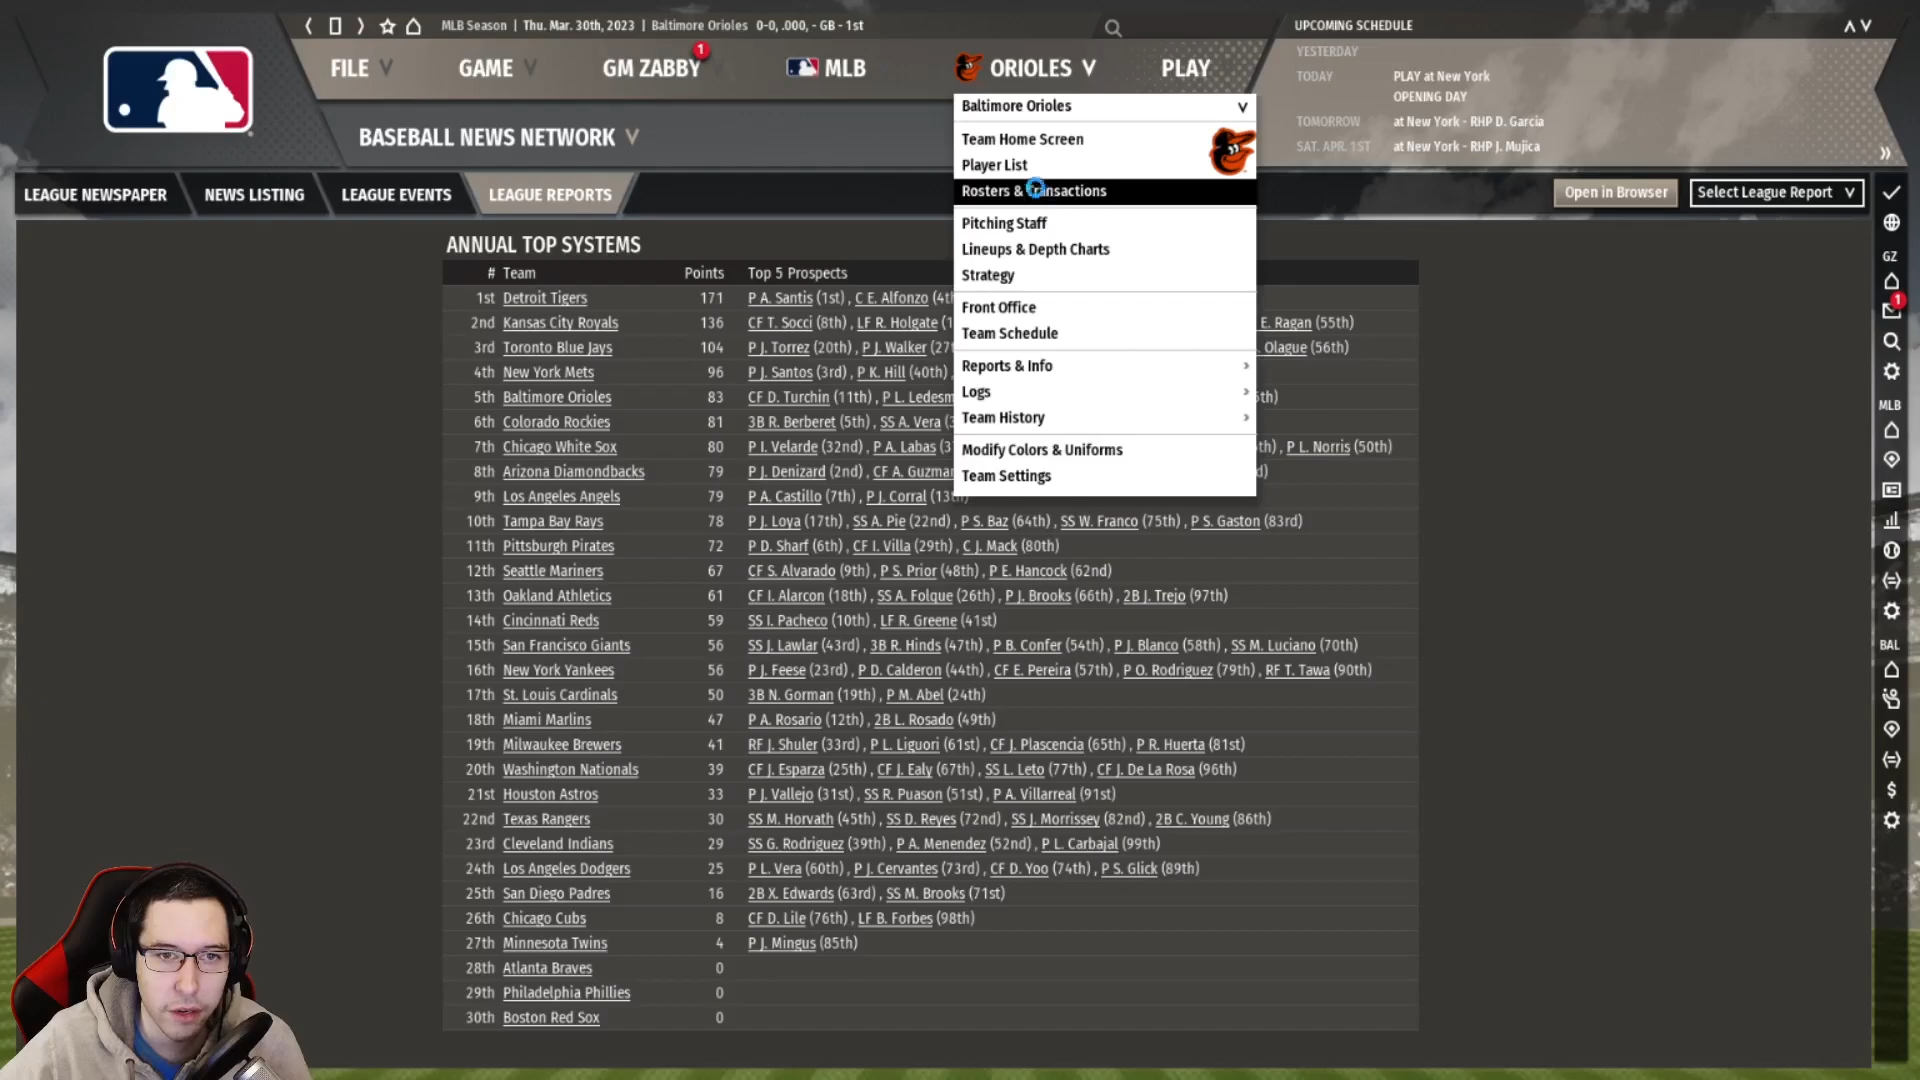 MLB Season | Thu. Mar. 30th, 2023 | Baltimore Orioles 0-0, .000, - GB - 1st
UPCOMING SCHEDULE
FILE GAME GM ZABBY 1 MLB ORIOLES PLAY
YESTERDAY
TODAY PLAY at New York
OPENING DAY
TOMORROW at New York - RHP D. Garcia
SAT. APR. 1ST at New York - RHP J. Mujica
BASEBALL NEWS NETWORK
LEAGUE NEWSPAPER NEWS LISTING LEAGUE EVENTS LEAGUE REPORTS
Open in Browser Select League Report
Baltimore Orioles
Team Home Screen
Player List
Rosters &
Pitching Staff
Lineups & Depth Charts
Strategy
Front Office
Team Schedule
Reports & Info
Logs
Team History
Modify Colors & Uniforms
Team Settings
ANNUAL TOP SYSTEMS
# Team Points Top 5 Prospects
1st Detroit Tigers 171 P A. Santis (1st) , C E. Alfonzo
2nd Kansas City Royals 136 CF T. Socci (8th) , LF R. Holgate E. Ragan (55th)
3rd Toronto Blue Jays 104 P J. Torrez (20th) , P J. Walker Olague (56th)
4th New York Mets 96 P J. Santos (3rd) , P K. Hill (40th) ,
5th Baltimore Orioles 83 CF D. Turchin (11th) , P L. Ledesm
6th Colorado Rockies 81 3B R. Berberet (5th) , SS A. Vera
7th Chicago White Sox 80 P I. Velarde (32nd) , P A. Labas , P L. Norris (50th)
8th Arizona Diamondbacks 79 P J. Denizard (2nd) , CF A. Guzma
9th Los Angeles Angels 79 P A. Castillo (7th) , P J. Corral (13th)
10th Tampa Bay Rays 78 P J. Loya (17th) , SS A. Pie (22nd) , P S. Baz (64th) , SS W. Franco (75th) , P S. Gaston (83rd)
11th Pittsburgh Pirates 72 P D. Sharf (6th) , CF I. Villa (29th) , C J. Mack (80th)
12th Seattle Mariners 67 CF S. Alvarado (9th) , P S. Prior (48th) , P E. Hancock (62nd)
13th Oakland Athletics 61 CF I. Alarcon (18th) , SS A. Folque (26th) , P J. Brooks (66th) , 2B J. Trejo (97th)
14th Cincinnati Reds 59 SS I. Pacheco (10th) , LF R. Greene (41st)
15th San Francisco Giants 56 SS J. Lawlar (43rd) , 3B R. Hinds (47th) , P B. Confer (54th) , P J. Blanco (58th) , SS M. Luciano (70th)
16th New York Yankees 56 P J. Feese (23rd) , P D. Calderon (44th) , CF E. Pereira (57th) , P O. Rodriguez (79th) , RF T. Tawa (90th)
17th St. Louis Cardinals 50 3B N. Gorman (19th) , P M. Abel (24th)
18th Miami Marlins 47 P A. Rosario (12th) , 2B L. Rosado (49th)
19th Milwaukee Brewers 41 RF J. Shuler (33rd) , P L. Liguori (61st) , CF J. Plascencia (65th) , P R. Huerta (81st)
20th Washington Nationals 39 CF J. Esparza (25th) , CF J. Ealy (67th) , SS L. Leto (77th) , CF J. De La Rosa (96th)
21st Houston Astros 33 P J. Vallejo (31st) , SS R. Puason (51st) , P A. Villarreal (91st)
22nd Texas Rangers 30 SS M. Horvath (45th) , SS D. Reyes (72nd) , SS J. Morrissey (82nd) , 2B C. Young (86th)
23rd Cleveland Indians 29 SS G. Rodriguez (39th) , P A. Menendez (52nd) , P L. Carbajal (99th)
24th Los Angeles Dodgers 25 P L. Vera (60th) , P J. Cervantes (73rd) , CF D. Yoo (74th) , P S. Glick (89th)
25th San Diego Padres 16 2B X. Edwards (63rd) , SS M. Brooks (71st)
26th Chicago Cubs 8 CF D. Lile (76th) , LF B. Forbes (98th)
27th Minnesota Twins 4 P J. Mingus (85th)
28th Atlanta Braves 0
29th Philadelphia Phillies 0
30th Boston Red Sox 0
GZ
1
MLB
BAL
$